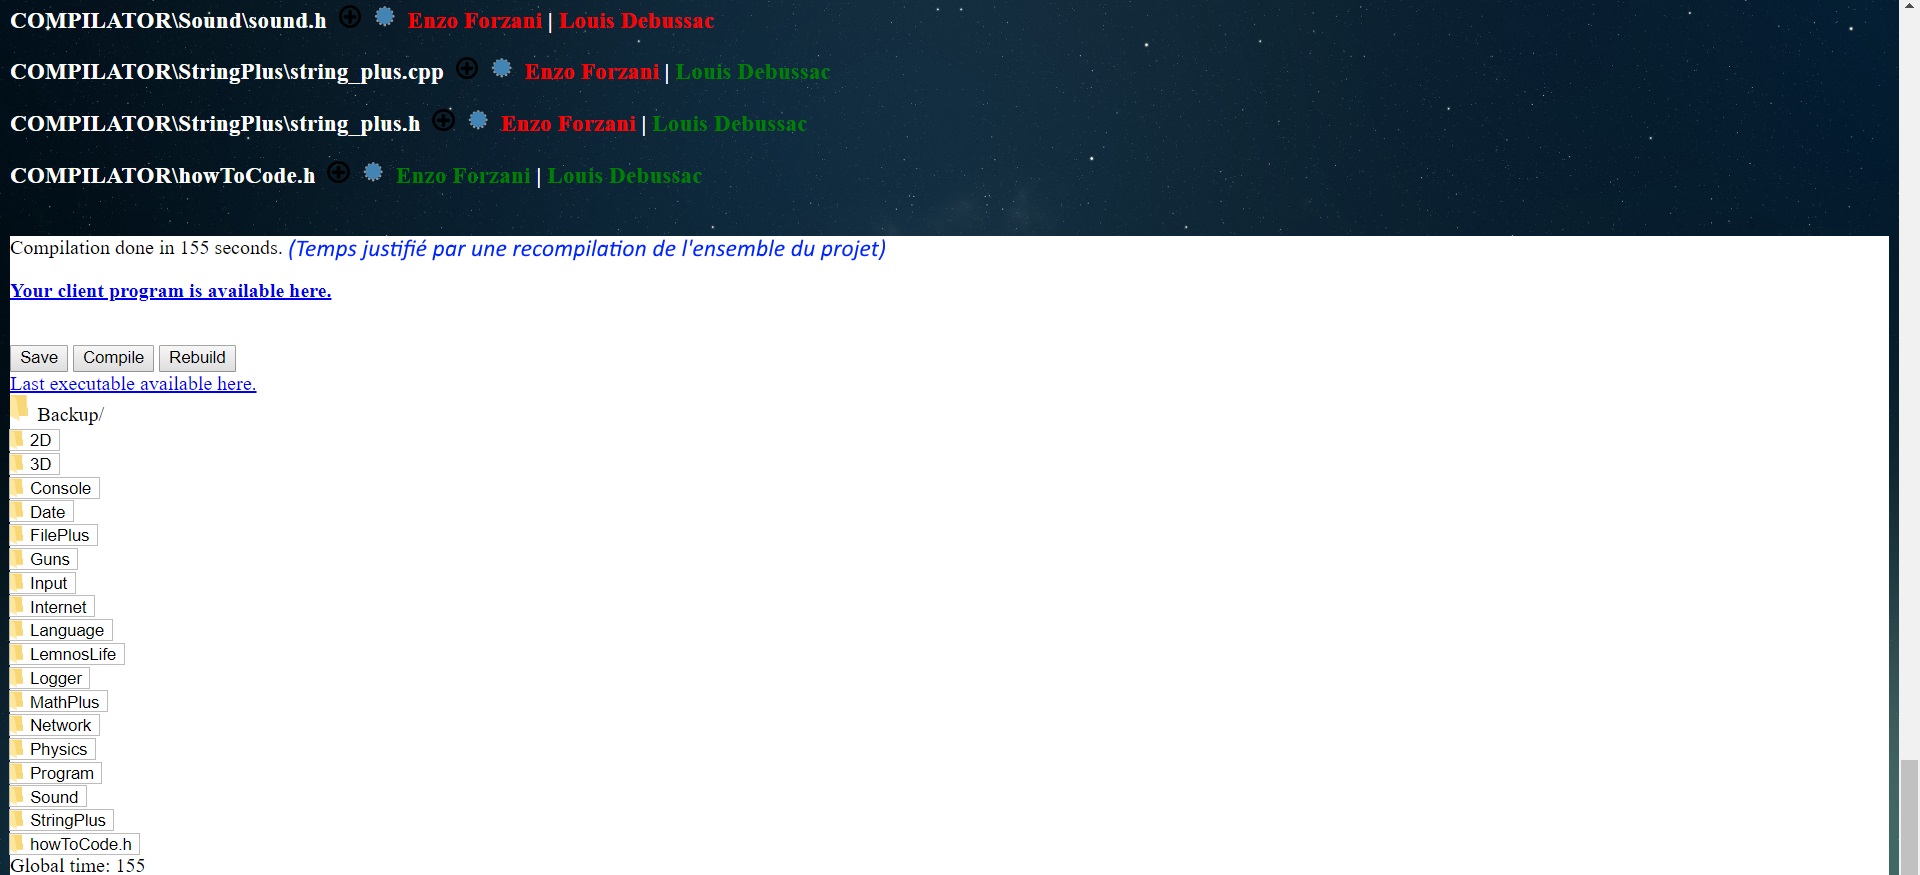 COMPILATOR\Sound\sound.h Enzo Forzani | Louis Debussac
COMPILATOR\StringPlus\string_plus.cpp Enzo Forzani | Louis Debussac
COMPILATOR\StringPlus\string_plus.h Enzo Forzani | Louis Debussac
COMPILATOR\howToCode.h Enzo Forzani | Louis Debussac
Compilation done in 155 seconds. (Temps justifié par une recompilation de l'ensemble du projet)
Your client program is available here.
Save Compile Rebuild
Last executable available here.
Backup/
2D
3D
Console
Date
FilePlus
Guns
Input
Internet
Language
LemnosLife
Logger
MathPlus
Network
Physics
Program
Sound
StringPlus
howToCode.h
Global time: 155